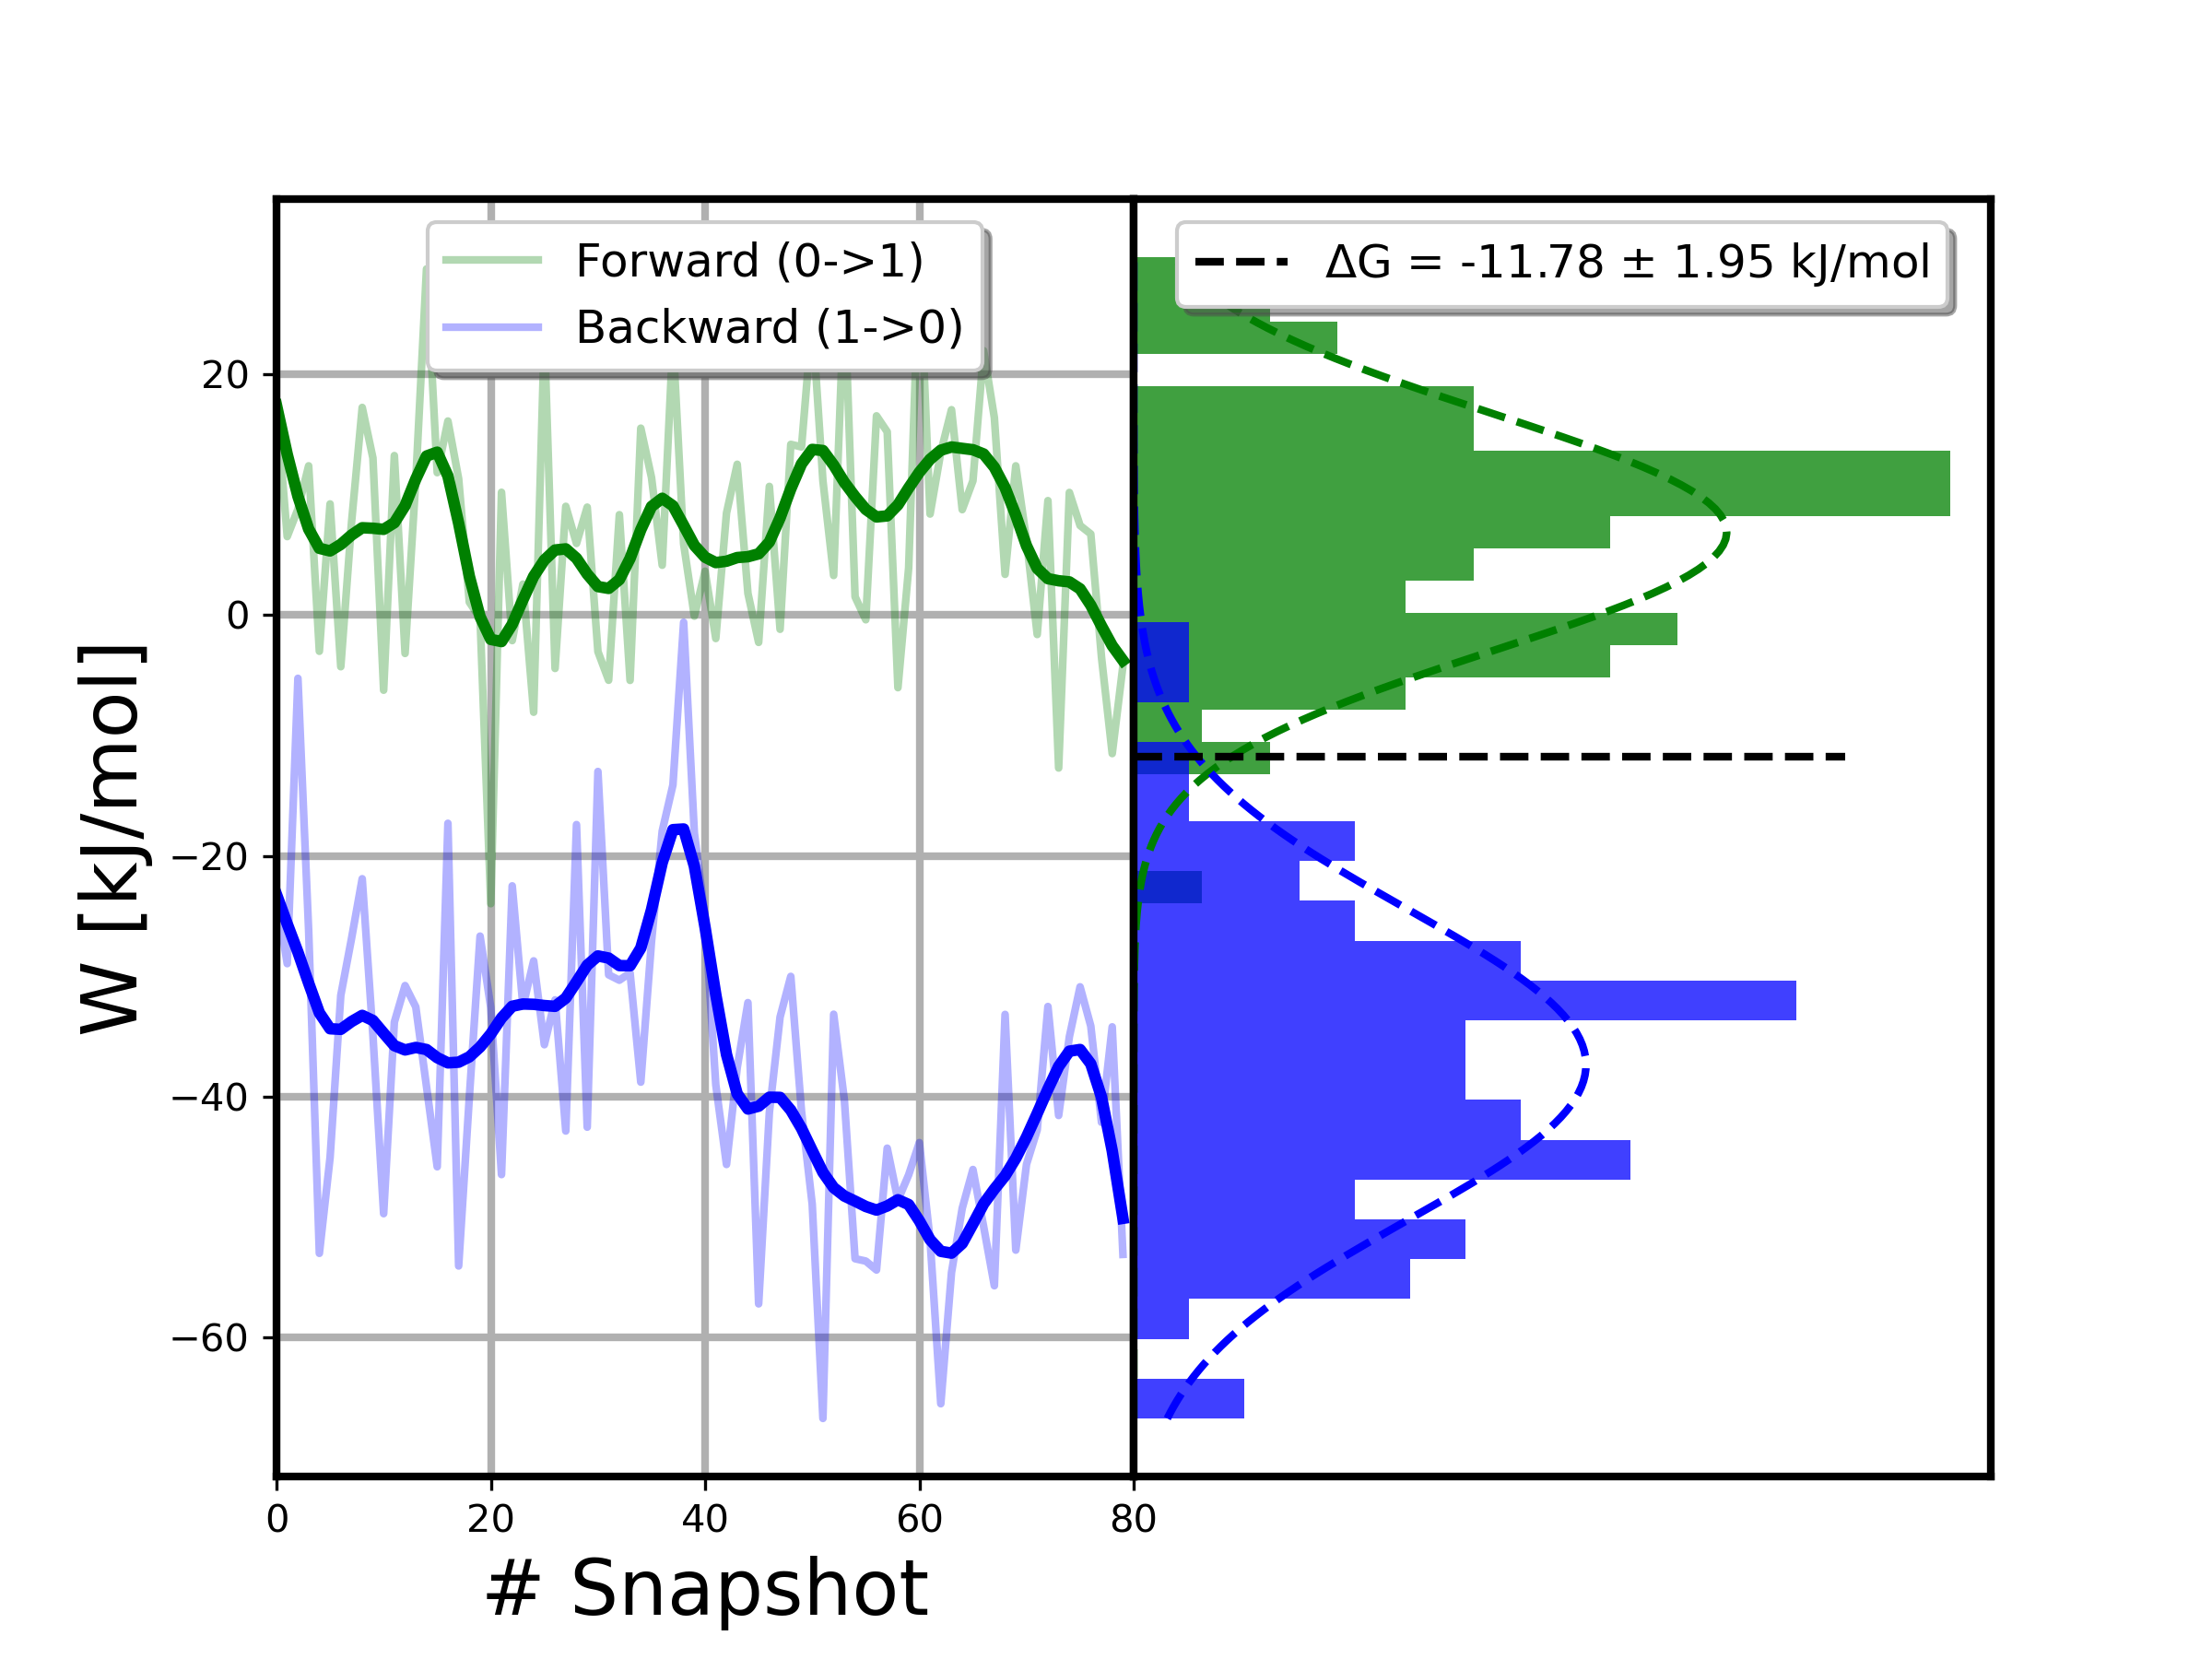 Forward (0->1)
Backward (1->0)
ΔG = -11.78 ± 1.95 kJ/mol
W [kJ/mol]
20
0
−20
−40
−60
0 20 40 60 80
# Snapshot